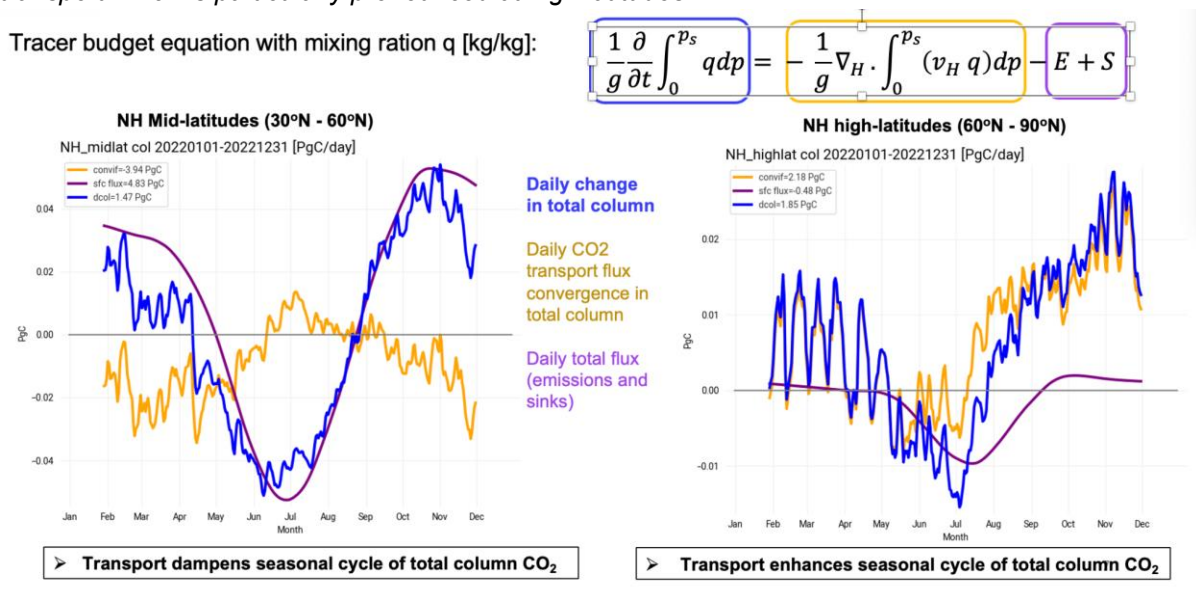 Tracer budget equation with mixing ration q [kg/kg]:
1/g ∂/∂t ∫₀^pₛ qdp = − 1/g ∇_H . ∫₀^pₛ (v_H q)dp − E + S
NH Mid-latitudes (30°N - 60°N)
NH_midlat col 20220101-20221231 [PgC/day]
convif=-3.94 PgC
sfc flux=4.83 PgC
dcol=1.47 PgC
0.04
0.02
0.00
-0.02
-0.04
PgC
Jan Feb Mar Apr May Jun Jul Aug Sep Oct Nov Dec
Month
➢ Transport dampens seasonal cycle of total column CO₂
Daily change
in total column
Daily CO2
transport flux
convergence in
total column
Daily total flux
(emissions and
sinks)
NH high-latitudes (60°N - 90°N)
NH_highlat col 20220101-20221231 [PgC/day]
convif=2.18 PgC
sfc flux=-0.48 PgC
dcol=1.85 PgC
0.02
0.01
0.00
-0.01
PgC
Jan Feb Mar Apr May Jun Jul Aug Sep Oct Nov Dec
Month
➢ Transport enhances seasonal cycle of total column CO₂